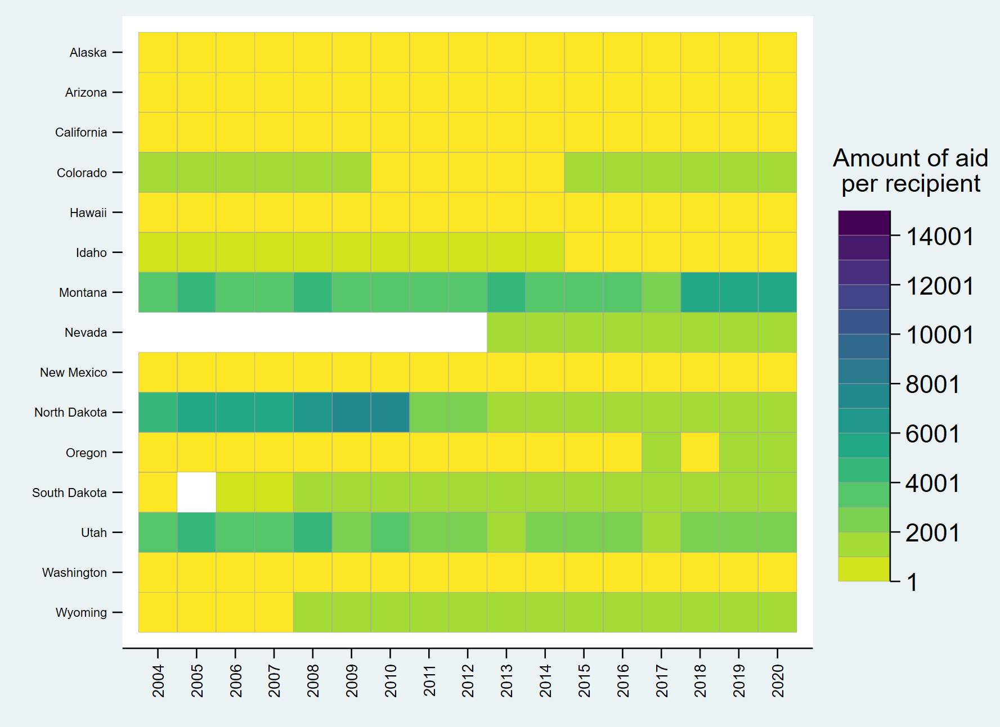 Alaska
Arizona
California
Colorado
Hawaii
Idaho
Montana
Nevada
New Mexico
North Dakota
Oregon
South Dakota
Utah
Washington
Wyoming
2004
2005
2006
2007
2008
2009
2010
2011
2012
2013
2014
2015
2016
2017
2018
2019
2020
Amount of aid
per recipient
14001
12001
10001
8001
6001
4001
2001
1